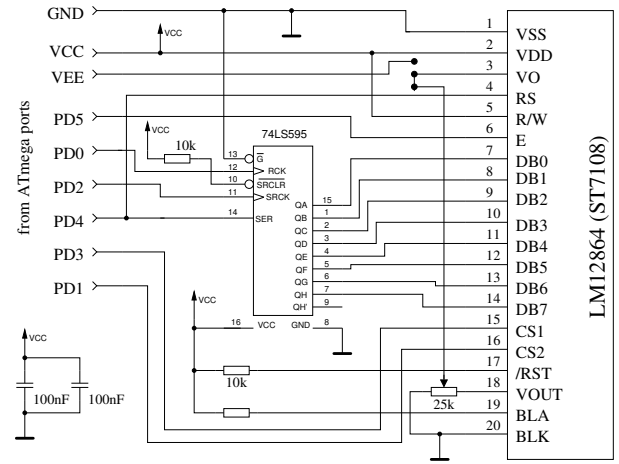 GND
VCC
VCC
VEE
PD5
PD0
PD2
PD4
PD3
PD1
from ATmega ports
VCC
10k
74LS595
13 G
12 RCK
10 SRCLR
11 SRCK
14 SER
QA 15
QB 1
QC 2
QD 3
QE 4
QF 5
QG 6
QH 7
QH' 9
16 VCC GND 8
VCC
10k
25k
VCC
100nF 100nF
1 VSS
2 VDD
3 VO
4 RS
5 R/W
6 E
7 DB0
8 DB1
9 DB2
10 DB3
11 DB4
12 DB5
13 DB6
14 DB7
15 CS1
16 CS2
17 /RST
18 VOUT
19 BLA
20 BLK
LM12864 (ST7108)